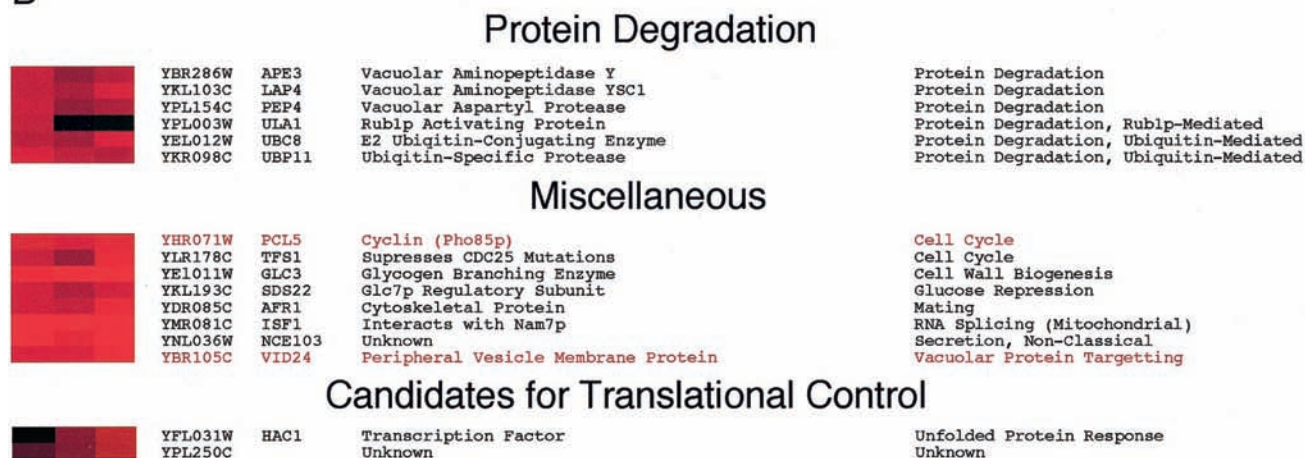 Protein Degradation
YBR286W APE3 Vacuolar Aminopeptidase Y Protein Degradation
YKL103C LAP4 Vacuolar Aminopeptidase YSC1 Protein Degradation
YPL154C PEP4 Vacuolar Aspartyl Protease Protein Degradation
YPL003W ULA1 Rub1p Activating Protein Protein Degradation, Rub1p-Mediated
YEL012W UBC8 E2 Ubiqitin-Conjugating Enzyme Protein Degradation, Ubiquitin-Mediated
YKR098C UBP11 Ubiqitin-Specific Protease Protein Degradation, Ubiquitin-Mediated
Miscellaneous
YHR071W PCL5 Cyclin (Pho85p) Cell Cycle
YLR178C TFS1 Supresses CDC25 Mutations Cell Cycle
YEl011W GLC3 Glycogen Branching Enzyme Cell Wall Biogenesis
YKL193C SDS22 Glc7p Regulatory Subunit Glucose Repression
YDR085C AFR1 Cytoskeletal Protein Mating
YMR081C ISF1 Interacts with Nam7p RNA Splicing (Mitochondrial)
YNL036W NCE103 Unknown Secretion, Non-Classical
YBR105C VID24 Peripheral Vesicle Membrane Protein Vacuolar Protein Targetting
Candidates for Translational Control
YFL031W HAC1 Transcription Factor Unfolded Protein Response
YPL250C Unknown Unknown